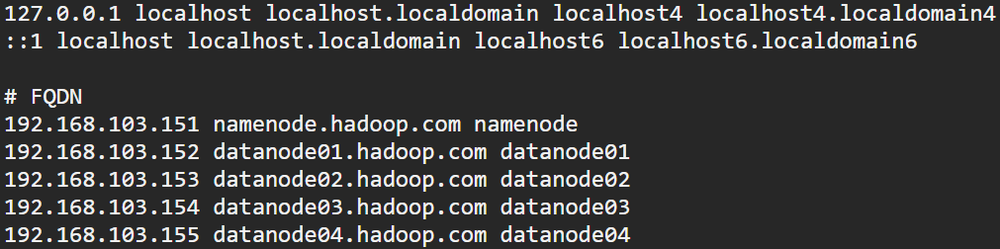 127.0.0.1 localhost localhost.localdomain localhost4 localhost4.localdomain4
::1 localhost localhost.localdomain localhost6 localhost6.localdomain6
# FQDN
192.168.103.151 namenode.hadoop.com namenode
192.168.103.152 datanode01.hadoop.com datanode01
192.168.103.153 datanode02.hadoop.com datanode02
192.168.103.154 datanode03.hadoop.com datanode03
192.168.103.155 datanode04.hadoop.com datanode04